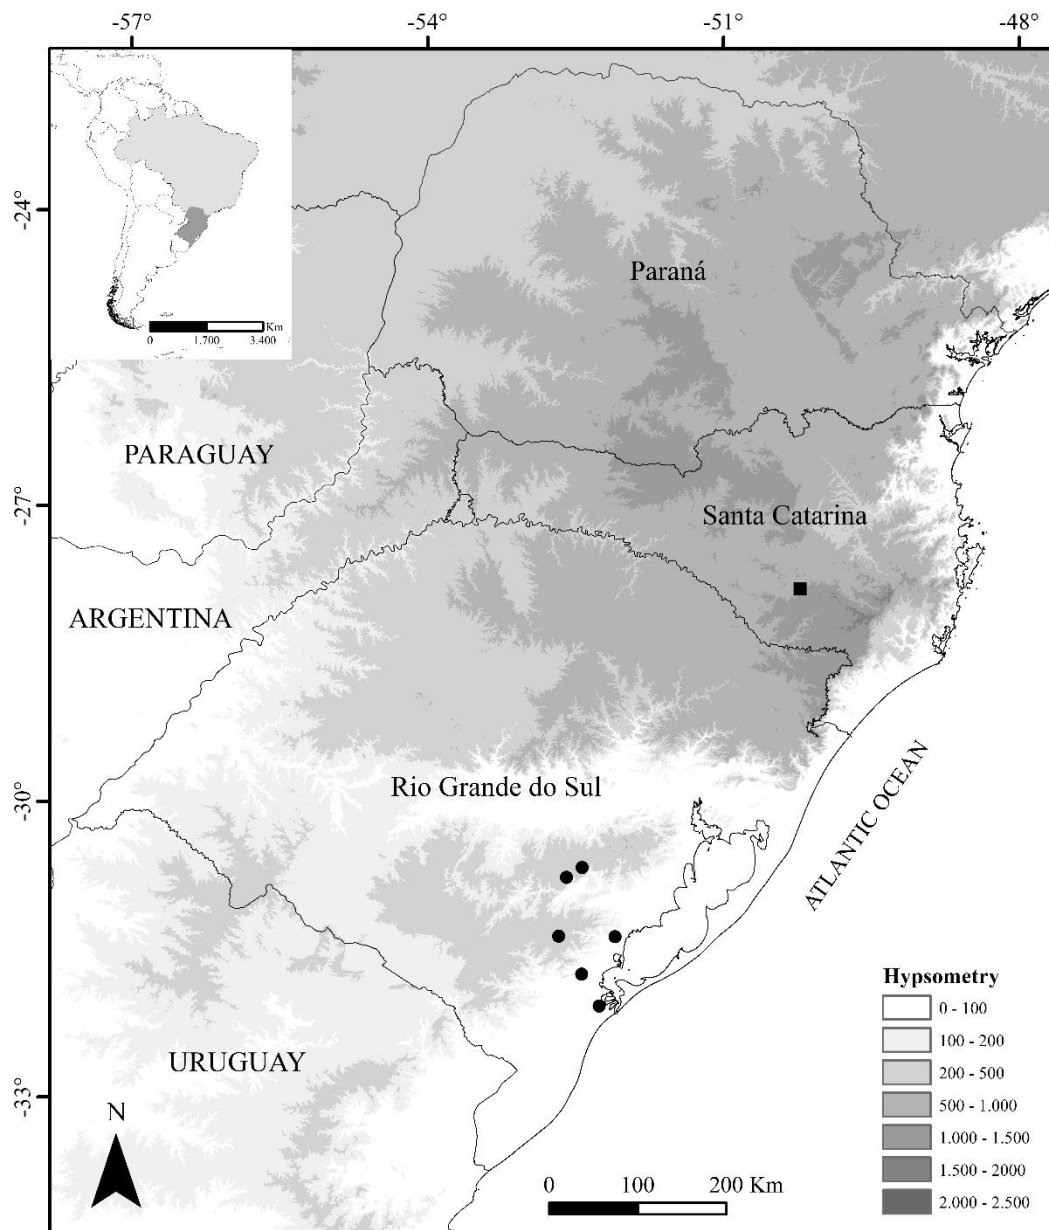 -57° -54° -51° -48°
-24°
-27°
-30°
-33°
0 1.700 3.400 Km
Paraná
PARAGUAY
Santa Catarina
ARGENTINA
Rio Grande do Sul
ATLANTIC OCEAN
URUGUAY
N
0 100 200 Km
Hypsometry
0 - 100
100 - 200
200 - 500
500 - 1.000
1.000 - 1.500
1.500 - 2000
2.000 - 2.500